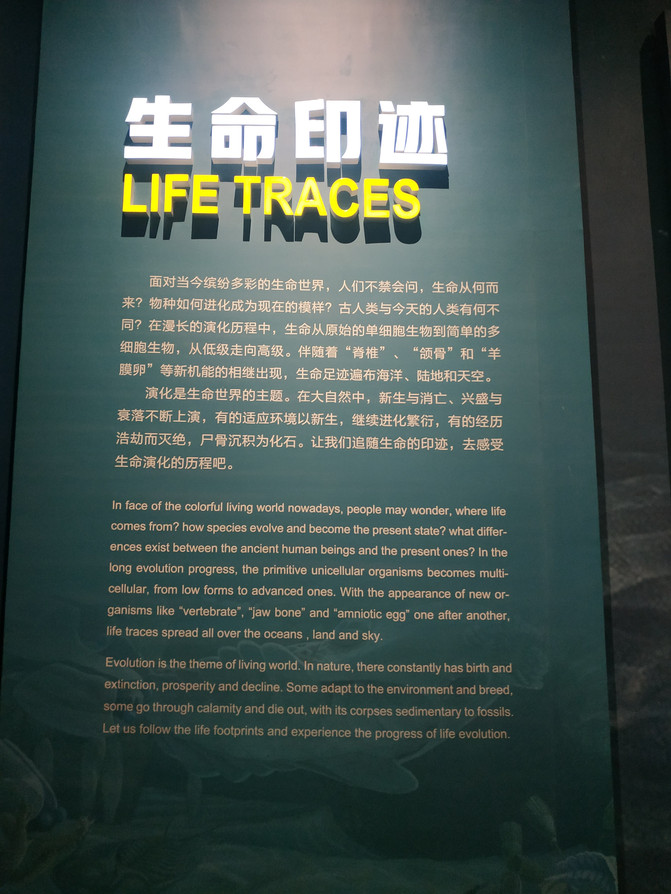 生命印迹
LIFE TRACES
面对当今缤纷多彩的生命世界，人们不禁会问，生命从何而
来？物种如何进化成为现在的模样？古人类与今天的人类有何不
同？在漫长的演化历程中，生命从原始的单细胞生物到简单的多
细胞生物，从低级走向高级。伴随着“脊椎”、“颌骨”和“羊
膜卵”等新机能的相继出现，生命足迹遍布海洋、陆地和天空。
演化是生命世界的主题。在大自然中，新生与消亡、兴盛与
衰落不断上演，有的适应环境以新生，继续进化繁衍，有的经历
浩劫而灭绝，尸骨沉积为化石。让我们追随生命的印迹，去感受
生命演化的历程吧。
In face of the colorful living world nowadays, people may wonder, where life
comes from? how species evolve and become the present state? what differ-
ences exist between the ancient human beings and the present ones? In the
long evolution progress, the primitive unicellular organisms becomes multi-
cellular, from low forms to advanced ones. With the appearance of new or-
ganisms like “vertebrate”, “jaw bone” and “amniotic egg” one after another,
life traces spread all over the oceans , land and sky.
Evolution is the theme of living world. In nature, there constantly has birth and
extinction, prosperity and decline. Some adapt to the environment and breed,
some go through calamity and die out, with its corpses sedimentary to fossils.
Let us follow the life footprints and experience the progress of life evolution.